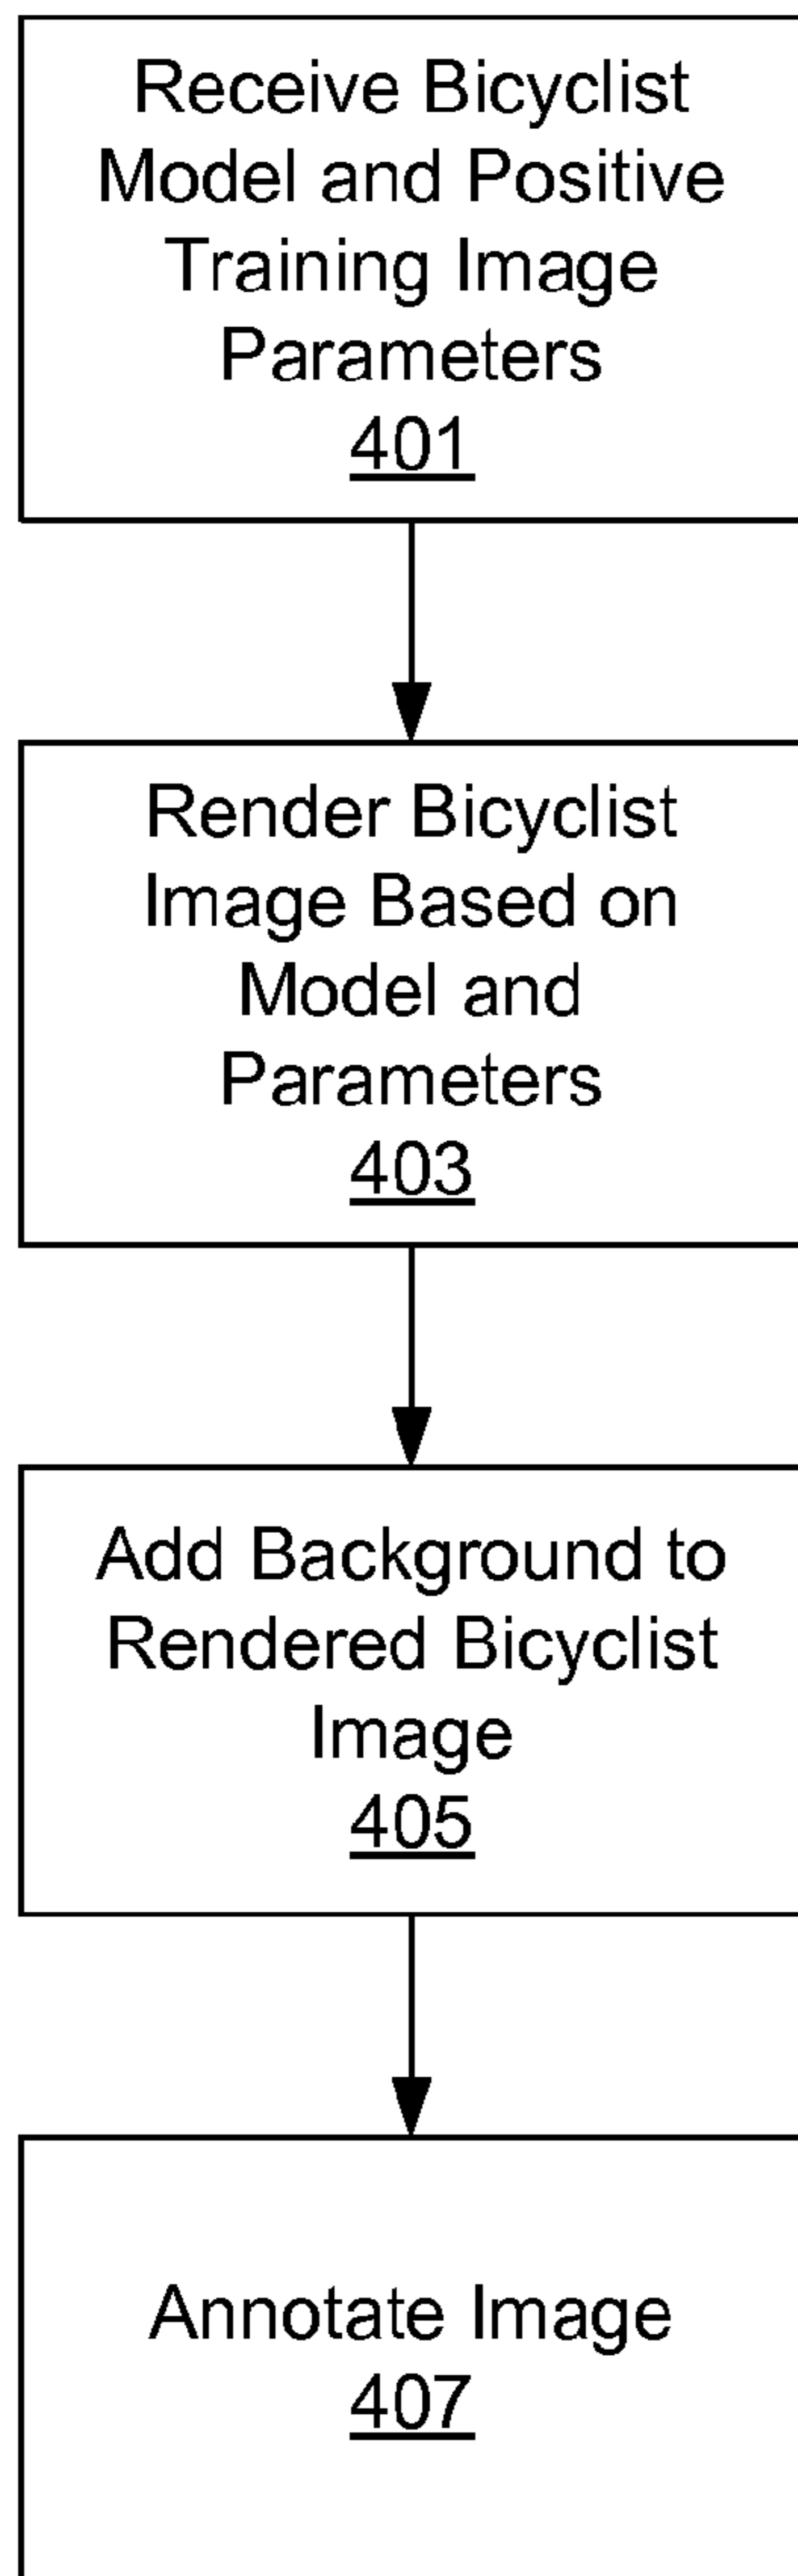 Receive Bicyclist
Model and Positive
Training Image
Parameters
401
Render Bicyclist
Image Based on
Model and
Parameters
403
Add Background to
Rendered Bicyclist
Image
405
Annotate Image
407